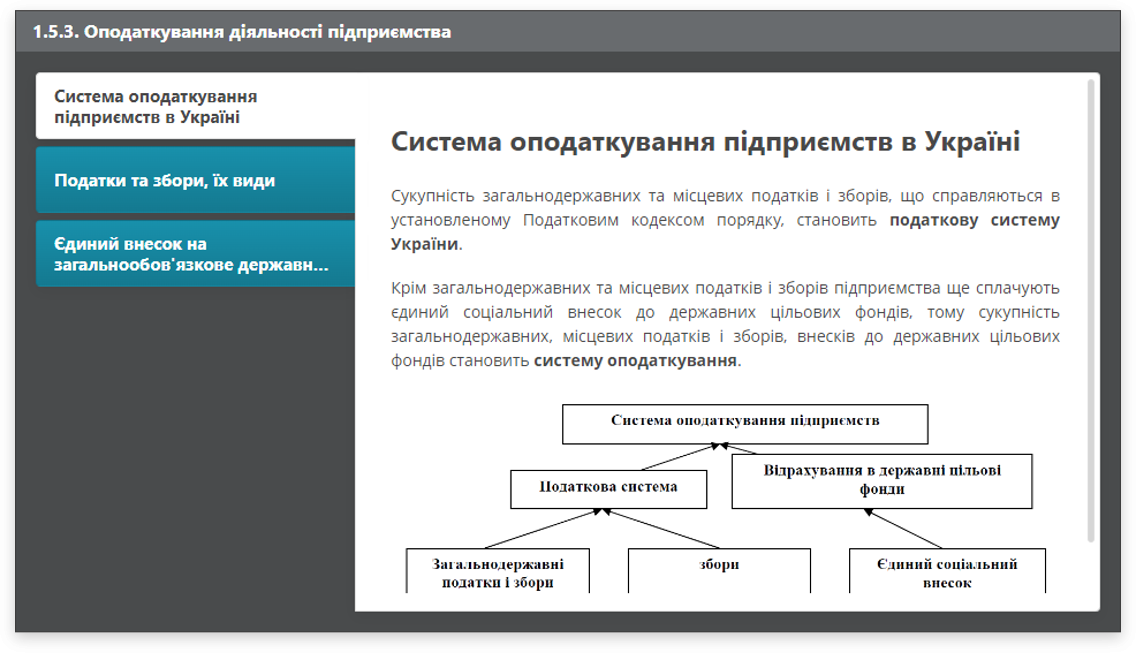 1.5.3. Оподаткування діяльності підприємства
Система оподаткування
підприємств в Україні
Податки та збори, їх види
Єдиний внесок на
загальнообов'язкове державн...
Система оподаткування підприємств в Україні
Сукупність загальнодержавних та місцевих податків і зборів, що справляються в
установленому Податковим кодексом порядку, становить податкову систему
України.
Крім загальнодержавних та місцевих податків і зборів підприємства ще сплачують
єдиний соціальний внесок до державних цільових фондів, тому сукупність
загальнодержавних, місцевих податків і зборів, внесків до державних цільових
фондів становить систему оподаткування.
Система оподаткування підприємств
Податкова система
Відрахування в державні цільові
фонди
Загальнодержавні
податки і збори
збори
Єдиний соціальний
внесок